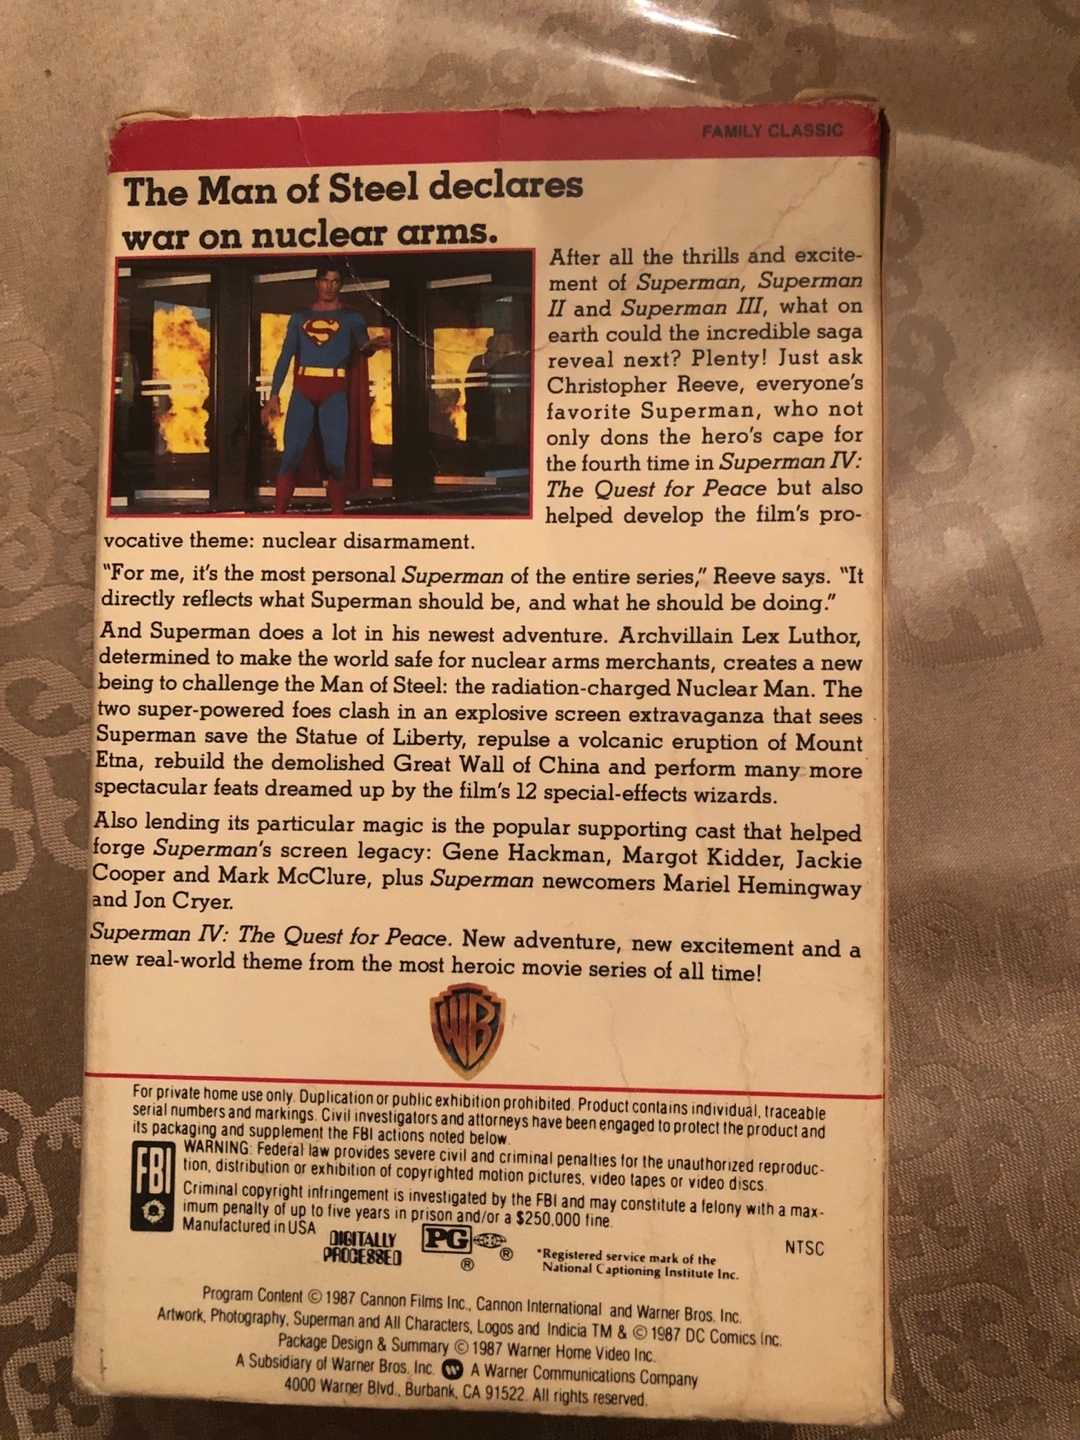 FAMILY CLASSIC
The Man of Steel declares
war on nuclear arms.
After all the thrills and excite-
ment of Superman, Superman
II and Superman III, what on
earth could the incredible saga
reveal next? Plenty! Just ask
Christopher Reeve, everyone's
favorite Superman, who not
only dons the hero's cape for
the fourth time in Superman IV:
The Quest for Peace but also
helped develop the film's pro-
vocative theme: nuclear disarmament.
"For me, it's the most personal Superman of the entire series," Reeve says. "It
directly reflects what Superman should be, and what he should be doing."
And Superman does a lot in his newest adventure. Archvillain Lex Luthor,
determined to make the world safe for nuclear arms merchants, creates a new
being to challenge the Man of Steel: the radiation-charged Nuclear Man. The
two super-powered foes clash in an explosive screen extravaganza that sees
Superman save the Statue of Liberty, repulse a volcanic eruption of Mount
Etna, rebuild the demolished Great Wall of China and perform many more
spectacular feats dreamed up by the film's 12 special-effects wizards.
Also lending its particular magic is the popular supporting cast that helped
forge Superman's screen legacy: Gene Hackman, Margot Kidder, Jackie
Cooper and Mark McClure, plus Superman newcomers Mariel Hemingway
and Jon Cryer.
Superman IV: The Quest for Peace. New adventure, new excitement and a
new real-world theme from the most heroic movie series of all time!
WB
For private home use only. Duplication or public exhibition prohibited. Product contains individual, traceable
serial numbers and markings. Civil investigators and attorneys have been engaged to protect the product and
its packaging and supplement the FBI actions noted below.
FBI
WARNING: Federal law provides severe civil and criminal penalties for the unauthorized reproduc-
tion, distribution or exhibition of copyrighted motion pictures, video tapes or video discs.
Criminal copyright infringement is investigated by the FBI and may constitute a felony with a max-
imum penalty of up to five years in prison and/or a $250,000 fine.
Manufactured in USA
DIGITALLY
PROCESSED
PG
®
®
*Registered service mark of the
National Captioning Institute Inc.
NTSC
Program Content © 1987 Cannon Films Inc., Cannon International and Warner Bros. Inc.
Artwork, Photography, Superman and All Characters, Logos and Indicia TM & © 1987 DC Comics Inc.
Package Design & Summary © 1987 Warner Home Video Inc.
A Subsidiary of Warner Bros. Inc. A Warner Communications Company
4000 Warner Blvd., Burbank, CA 91522. All rights reserved.